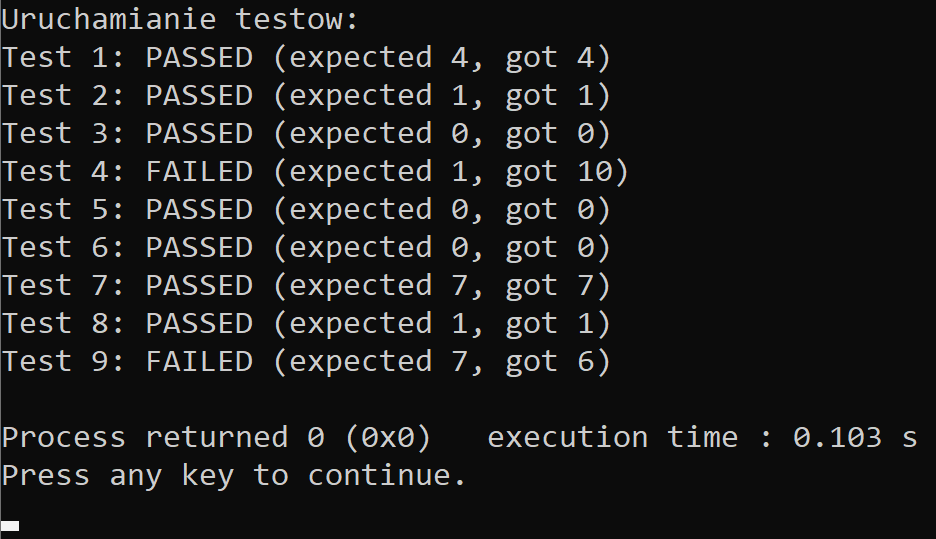 Uruchamianie testow:
Test 1: PASSED (expected 4, got 4)
Test 2: PASSED (expected 1, got 1)
Test 3: PASSED (expected 0, got 0)
Test 4: FAILED (expected 1, got 10)
Test 5: PASSED (expected 0, got 0)
Test 6: PASSED (expected 0, got 0)
Test 7: PASSED (expected 7, got 7)
Test 8: PASSED (expected 1, got 1)
Test 9: FAILED (expected 7, got 6)
Process returned 0 (0x0)   execution time : 0.103 s
Press any key to continue.